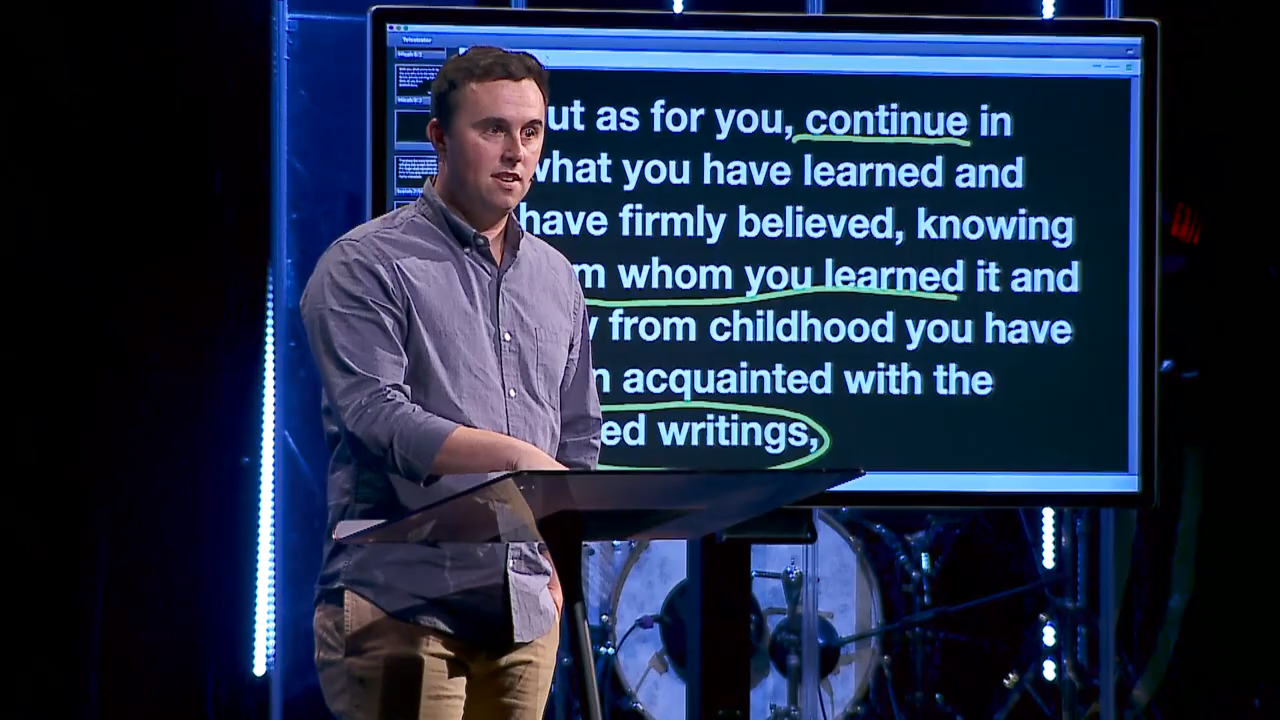 Telestrator
ut as for you, continue in
what you have learned and
have firmly believed, knowing
m whom you learned it and
y from childhood you have
n acquainted with the
ed writings,